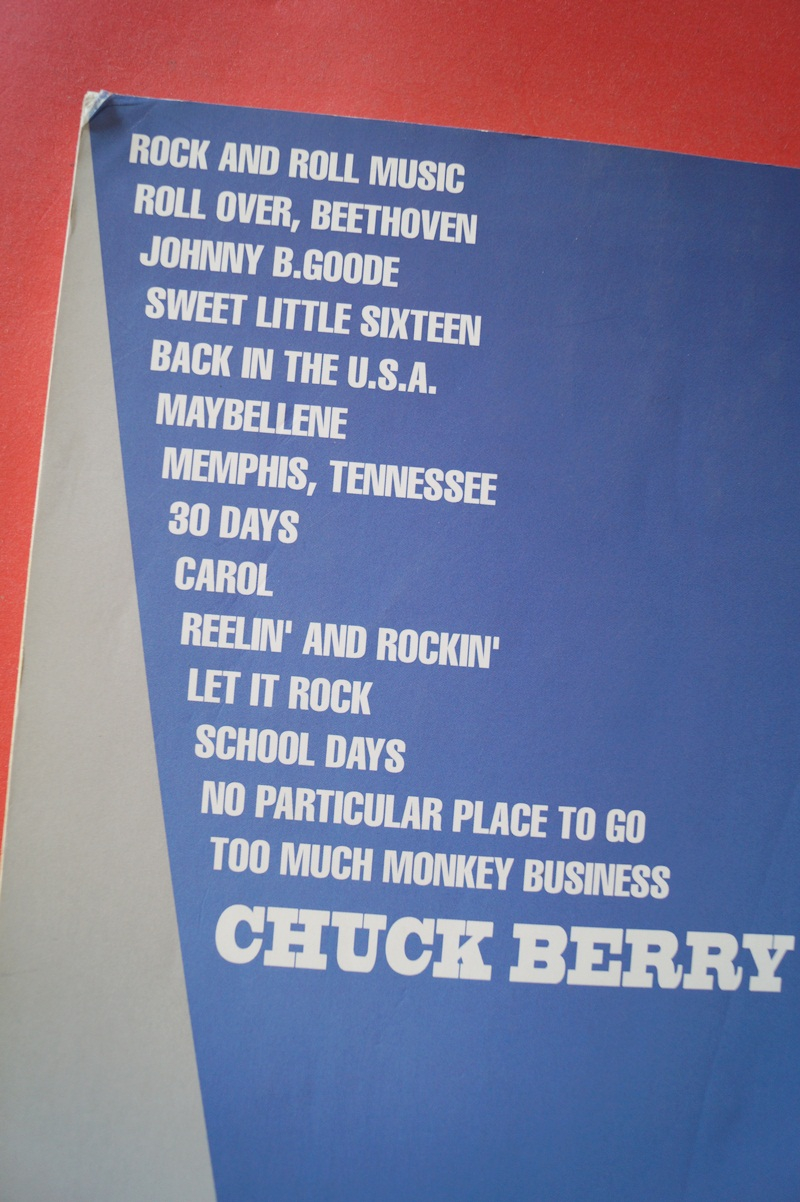 ROCK AND ROLL MUSIC
ROLL OVER, BEETHOVEN
JOHNNY B.GOODE
SWEET LITTLE SIXTEEN
BACK IN THE U.S.A.
MAYBELLENE
MEMPHIS, TENNESSEE
30 DAYS
CAROL
REELIN' AND ROCKIN'
LET IT ROCK
SCHOOL DAYS
NO PARTICULAR PLACE TO GO
TOO MUCH MONKEY BUSINESS
CHUCK BERRY